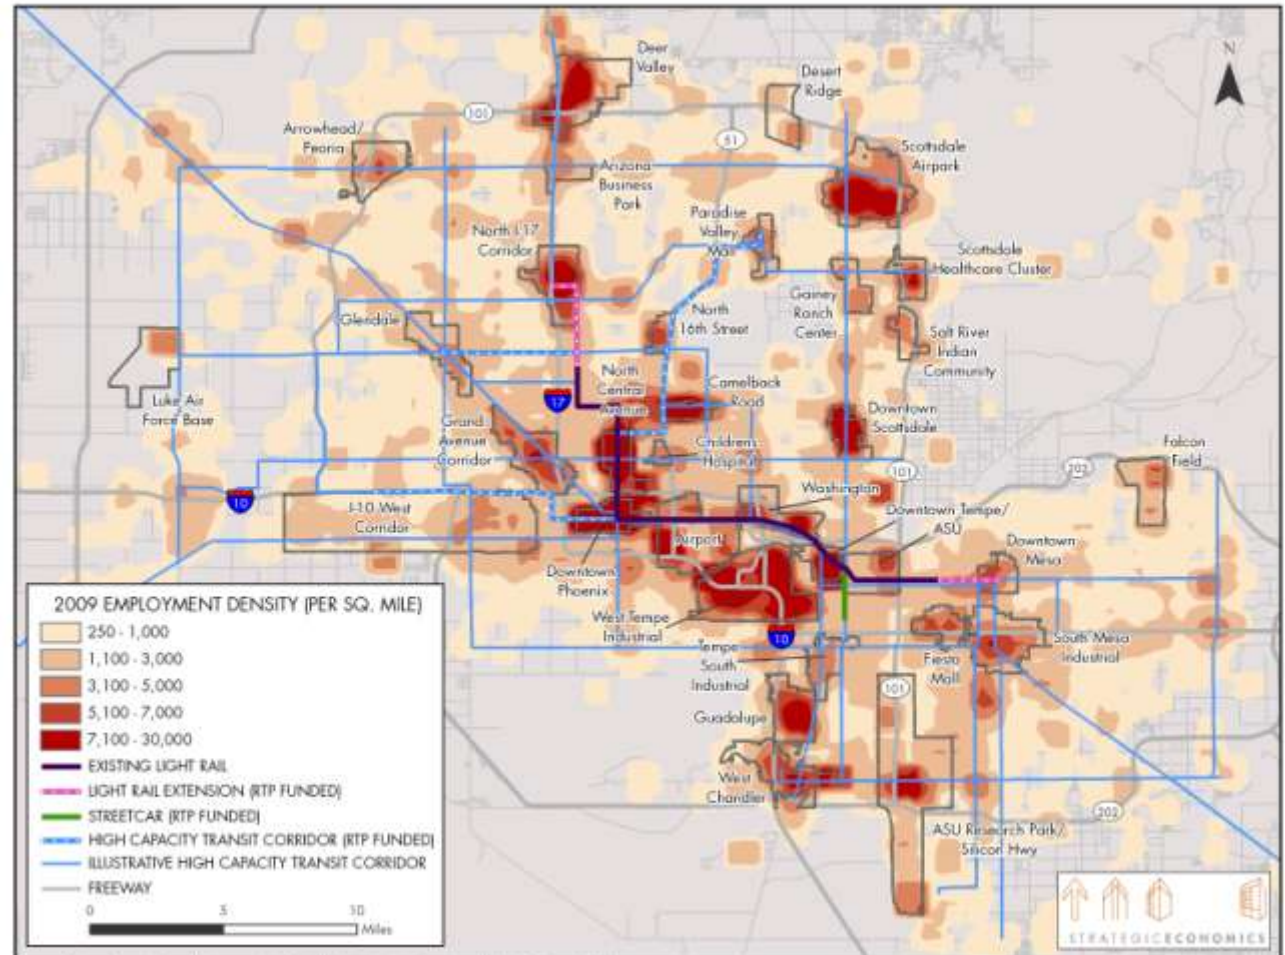 N
Deer
Valley
Desert
Ridge
101
51
Arrowhead/
Peoria
Scottsdale
Airpark
Arizona
Business
Park
Paradise
Valley
Mall
North I-17
Corridor
Scottsdale
Healthcare Cluster
Gainey
Ranch
Center
North
16th Street
Glendale
Salt River
Indian
Community
Luke Air
Force Base
17
North
Central
Avenue
Camelback
Road
Downtown
Scottsdale
Grand
Avenue
Corridor
Children's
Hospital
Falcon
Field
101
202
10
I-10 West
Corridor
Washington
Downtown Tempe/
ASU
Airport
Downtown
Mesa
Downtown
Phoenix
West Tempe
Industrial
10
Tempe
South
Industrial
Fiesta
Mall
South Mesa
Industrial
101
Guadalupe
West
Chandler
202
ASU Research Park/
Silicon Hwy
2009 EMPLOYMENT DENSITY (PER SQ. MILE)
250 - 1,000
1,100 - 3,000
3,100 - 5,000
5,100 - 7,000
7,100 - 30,000
EXISTING LIGHT RAIL
LIGHT RAIL EXTENSION (RTP FUNDED)
STREETCAR (RTP FUNDED)
HIGH CAPACITY TRANSIT CORRIDOR (RTP FUNDED)
ILLUSTRATIVE HIGH CAPACITY TRANSIT CORRIDOR
FREEWAY
0 5 10
Miles
STRATEGICECONOMICS